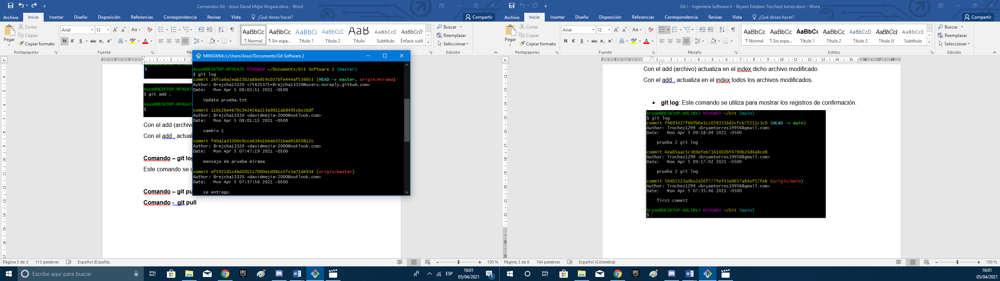 Comandos Git - Jesus David Mejia Vergara.docx - Word
Archivo Inicio Insertar Diseño Disposición Referencias Correspondencia Revisar Vista ¿Qué desea hacer? Compartir
Pegar
Cortar
Copiar
Copiar formato
Portapapeles
Arial 12
N K S abc x₂ x²
Fuente
AaBbCc AaBbCc AaBbCc AaBbCcD AaB AaBbCcD AaBbCcD
¶ Normal ¶ Sin espa... Título 1 Título 2 Título Subtítulo Énfasis sutil
Buscar
Reemplazar
Seleccionar
Edición
$
Asus@DESKTOP-RFH1A7U
$ git add .
Asus@DESKTOP-RFH1A7U
$
Con el add (archivo
Con el add . actual
Comando – git log
Este comando se u
Comando – git pu
Comando - git pull
MINGW64:/c/Users/Asus/Documents/Git Software 2
Asus@DESKTOP-RFH1A7U MINGW64 ~/Documents/Git Software 2 (master)
$ git log
commit 26fca6a2eab23b2a88e859c037bfe444af536653 (HEAD -> master, origin/mirama)
Author: Brejcha13320 <75625375+Brejcha13320@users.noreply.github.com>
Date: Mon Apr 5 08:02:51 2021 -0500
Update prueba.txt
commit 110c2be4670c342456a153a9011ab8495cbccbdf
Author: Brejcha13320 <davidmejia-2000@outlook.com>
Date: Mon Apr 5 08:01:15 2021 -0500
cambio 1
commit f40a1a33300c9cce634e1b4ab321bad41650812c
Author: Brejcha13320 <davidmejia-2000@outlook.com>
Date: Mon Apr 5 07:47:19 2021 -0500
mensaje de prueba mirama
commit ef592181c4bd201517000e1d981c5fc3a71d4934 (origin/master)
Author: Brejcha13320 <davidmejia-2000@outlook.com>
Date: Mon Apr 5 07:37:56 2021 -0500
se entrego
Página 3 de 3 113 palabras Español (España) 100 %
Escribe aquí para buscar
ESP
16:01
05/04/2021
Git I - Ingenieria Software II - Bryam Esteban Trochezz torres.docx - Word
Archivo Inicio Insertar Diseño Disposición Referencias Correspondencia Revisar Vista ¿Qué desea hacer? Compartir
Pegar
Cortar
Copiar
Copiar formato
Portapapeles
Arial 12
N K S abc x₂ x²
Fuente
Párrafo
AaBbCc AaBbCc AaBbCc AaBbCc AaBbCcD AaBbCcL AaBbCcD
¶ Normal ¶ Sin espa... Título 1 Título 2 Título 3 Título III Subtítulo
Estilos
Buscar
Reemplazar
Seleccionar
Edición
Con el add (archivo) actualiza en el index dicho archivo modificado.
Con el add . actualiza en el index todos los archivos modificados.
• git log: Este comando se utiliza para mostrar los registros de confirmación.
bryam@DESKTOP-ADL1BVJ MINGW64 ~/Git (main)
$ git log
commit f9693427f6bfb6e1cc0593316d2cfcb7f211c3c0 (HEAD -> main)
Author: Trochez1299 <bryamtorres19956@gmail.com>
Date: Mon Apr 5 09:18:04 2021 -0500
prueba 2 git log
commit 4ea85aac5c369efe67161402bf4790b24d4a8ce8
Author: Trochez1299 <bryamtorres19956@gmail.com>
Date: Mon Apr 5 09:17:02 2021 -0500
prueba 2 git log
commit 564b5523a0ba2a56f777fef43a9657a84ef57feb (origin/main)
Author: Trochez1299 <bryamtorres19956@gmail.com>
Date: Mon Apr 5 07:35:46 2021 -0500
first commit
bryam@DESKTOP-ADL1BVJ MINGW64 ~/Git (main)
$
Página 3 de 6 164 palabras Español (Colombia) 100 %
16:01
05/04/2021